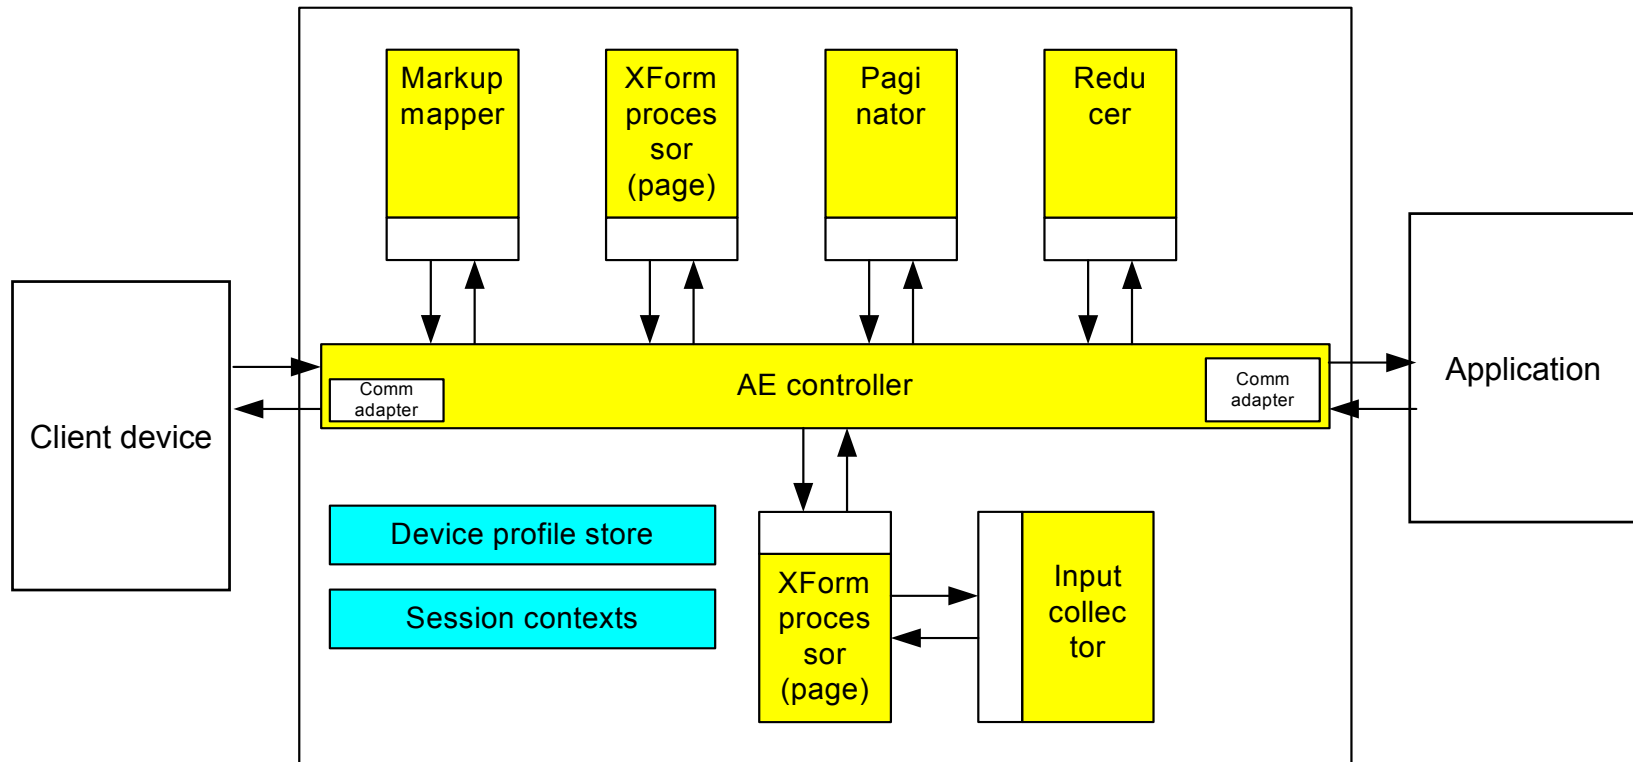 Markup
mapper
XForm
proces
sor
(page)
Pagi
nator
Redu
cer
Client device
Comm
adapter
AE controller
Comm
adapter
Application
Device profile store
Session contexts
XForm
proces
sor
(page)
Input
collec
tor